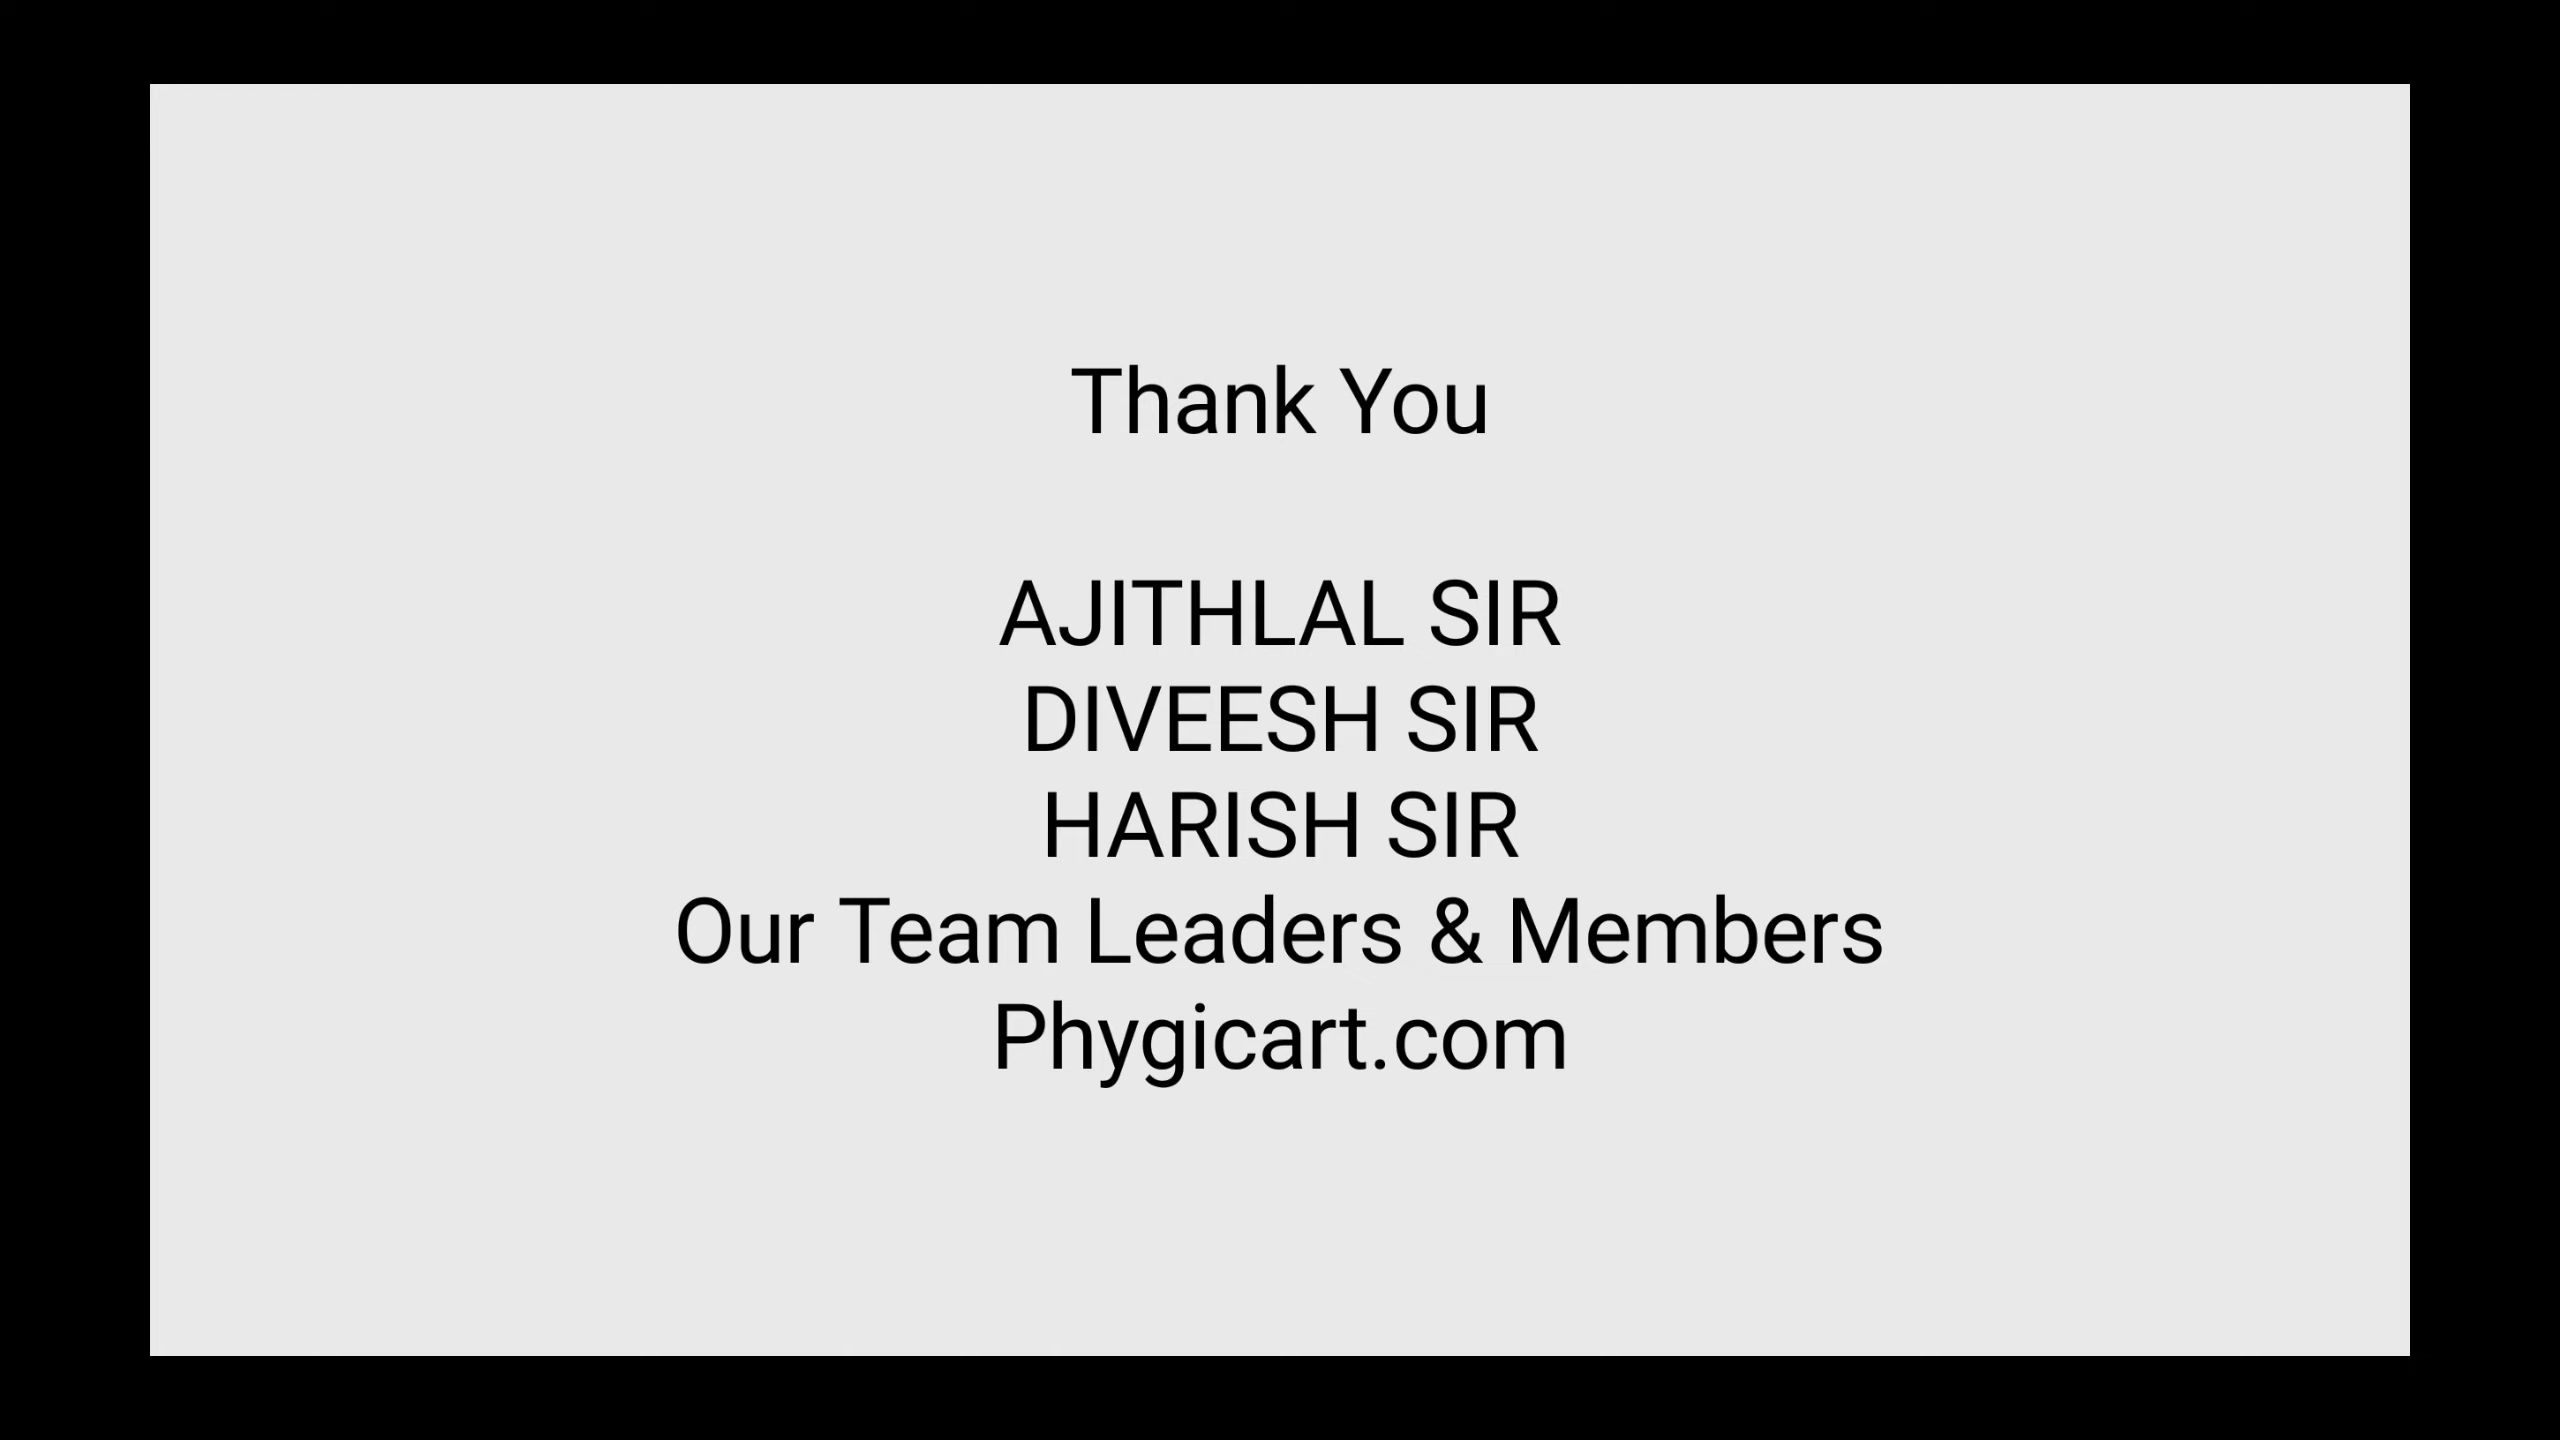 Thank You
AJITHLAL SIR
DIVEESH SIR
HARISH SIR
Our Team Leaders & Members
Phygicart.com